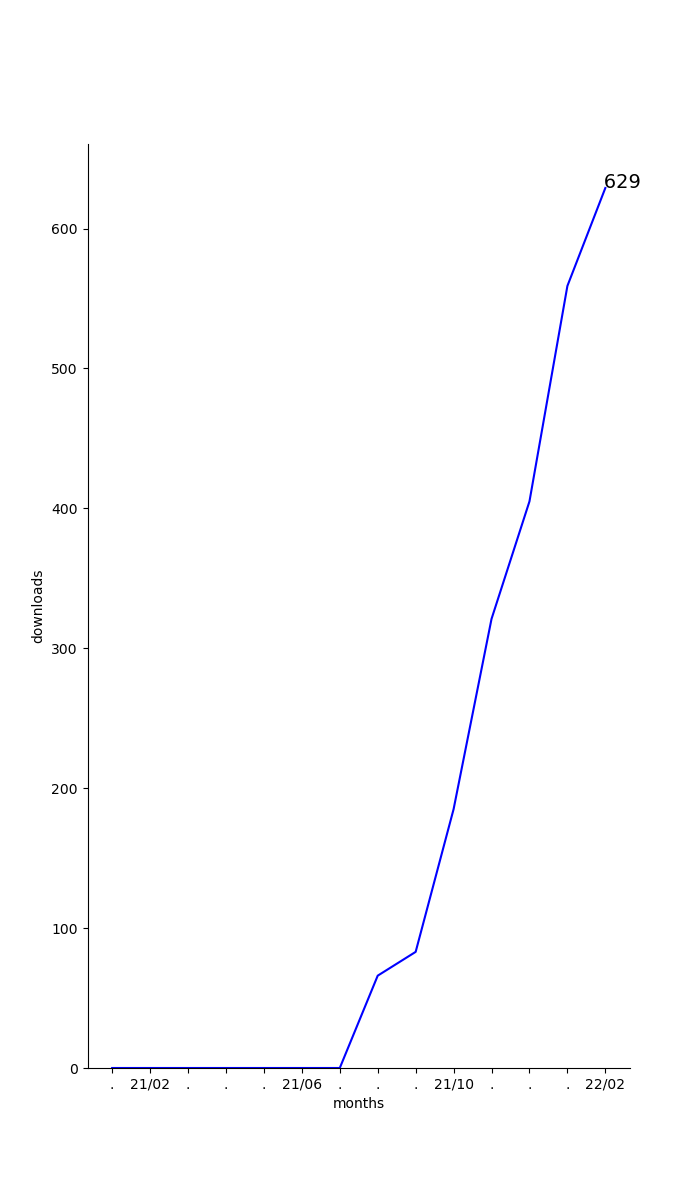 629
600
500
400
300
200
100
0
downloads
. 21/02 . . . 21/06 . . . 21/10 . . . 22/02
months